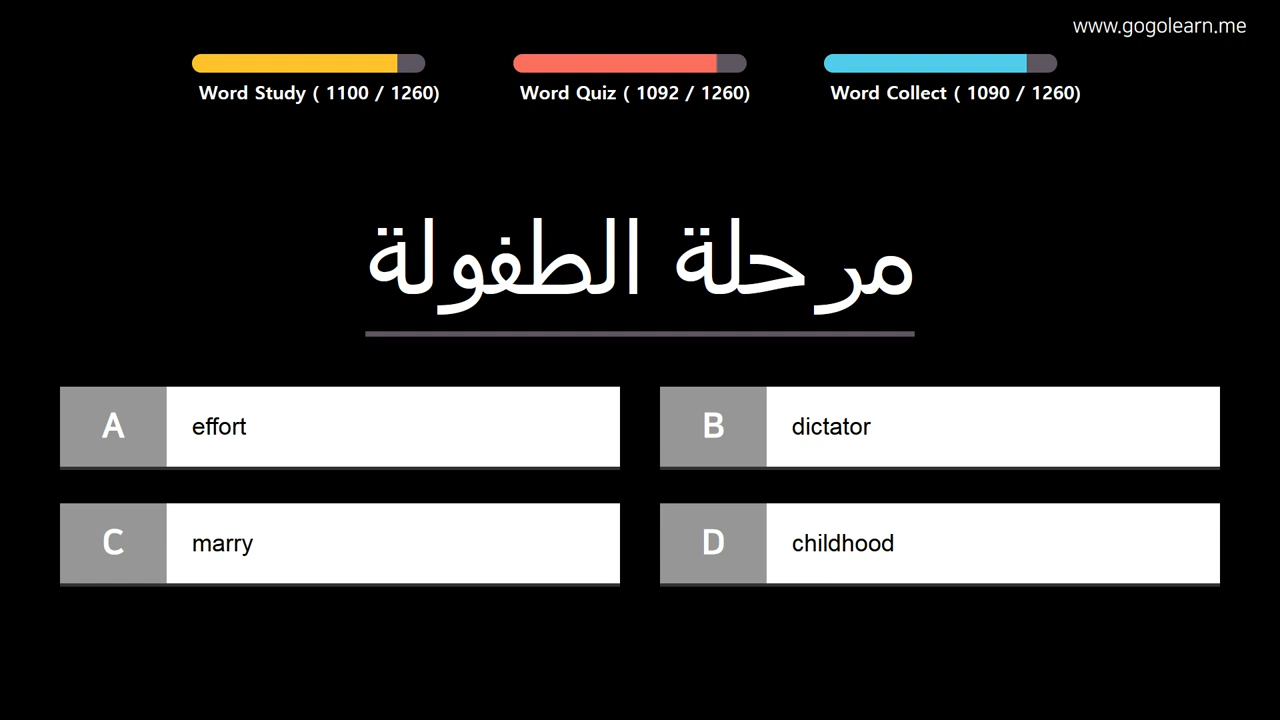 www.gogolearn.me
Word Study ( 1100 / 1260)
Word Quiz ( 1092 / 1260)
Word Collect ( 1090 / 1260)
مرحلة الطفولة
A effort
B dictator
C marry
D childhood